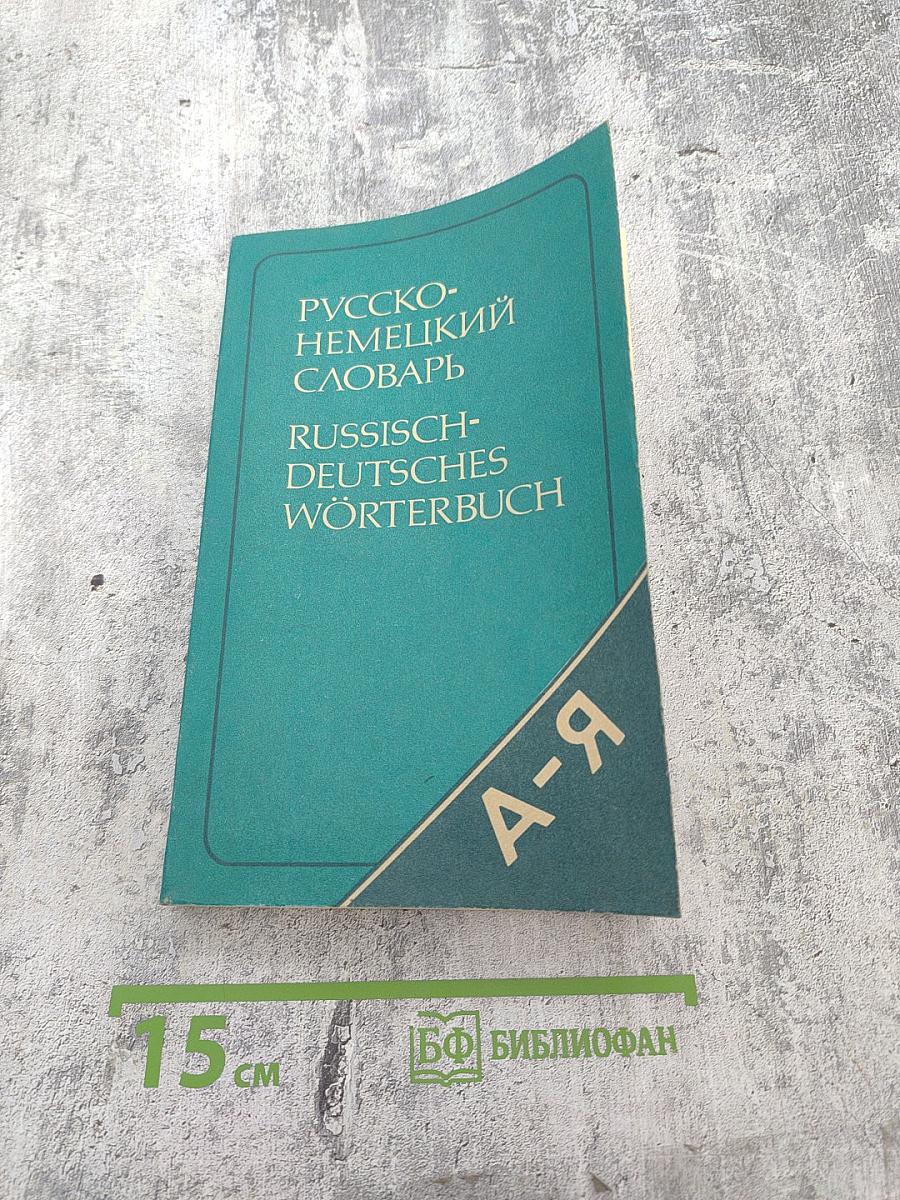 РУССКО-
НЕМЕЦКИЙ
СЛОВАРЬ
RUSSISCH-
DEUTSCHES
WÖRTERBUCH
А-Я
15 см
БФ БИБЛИОФАН